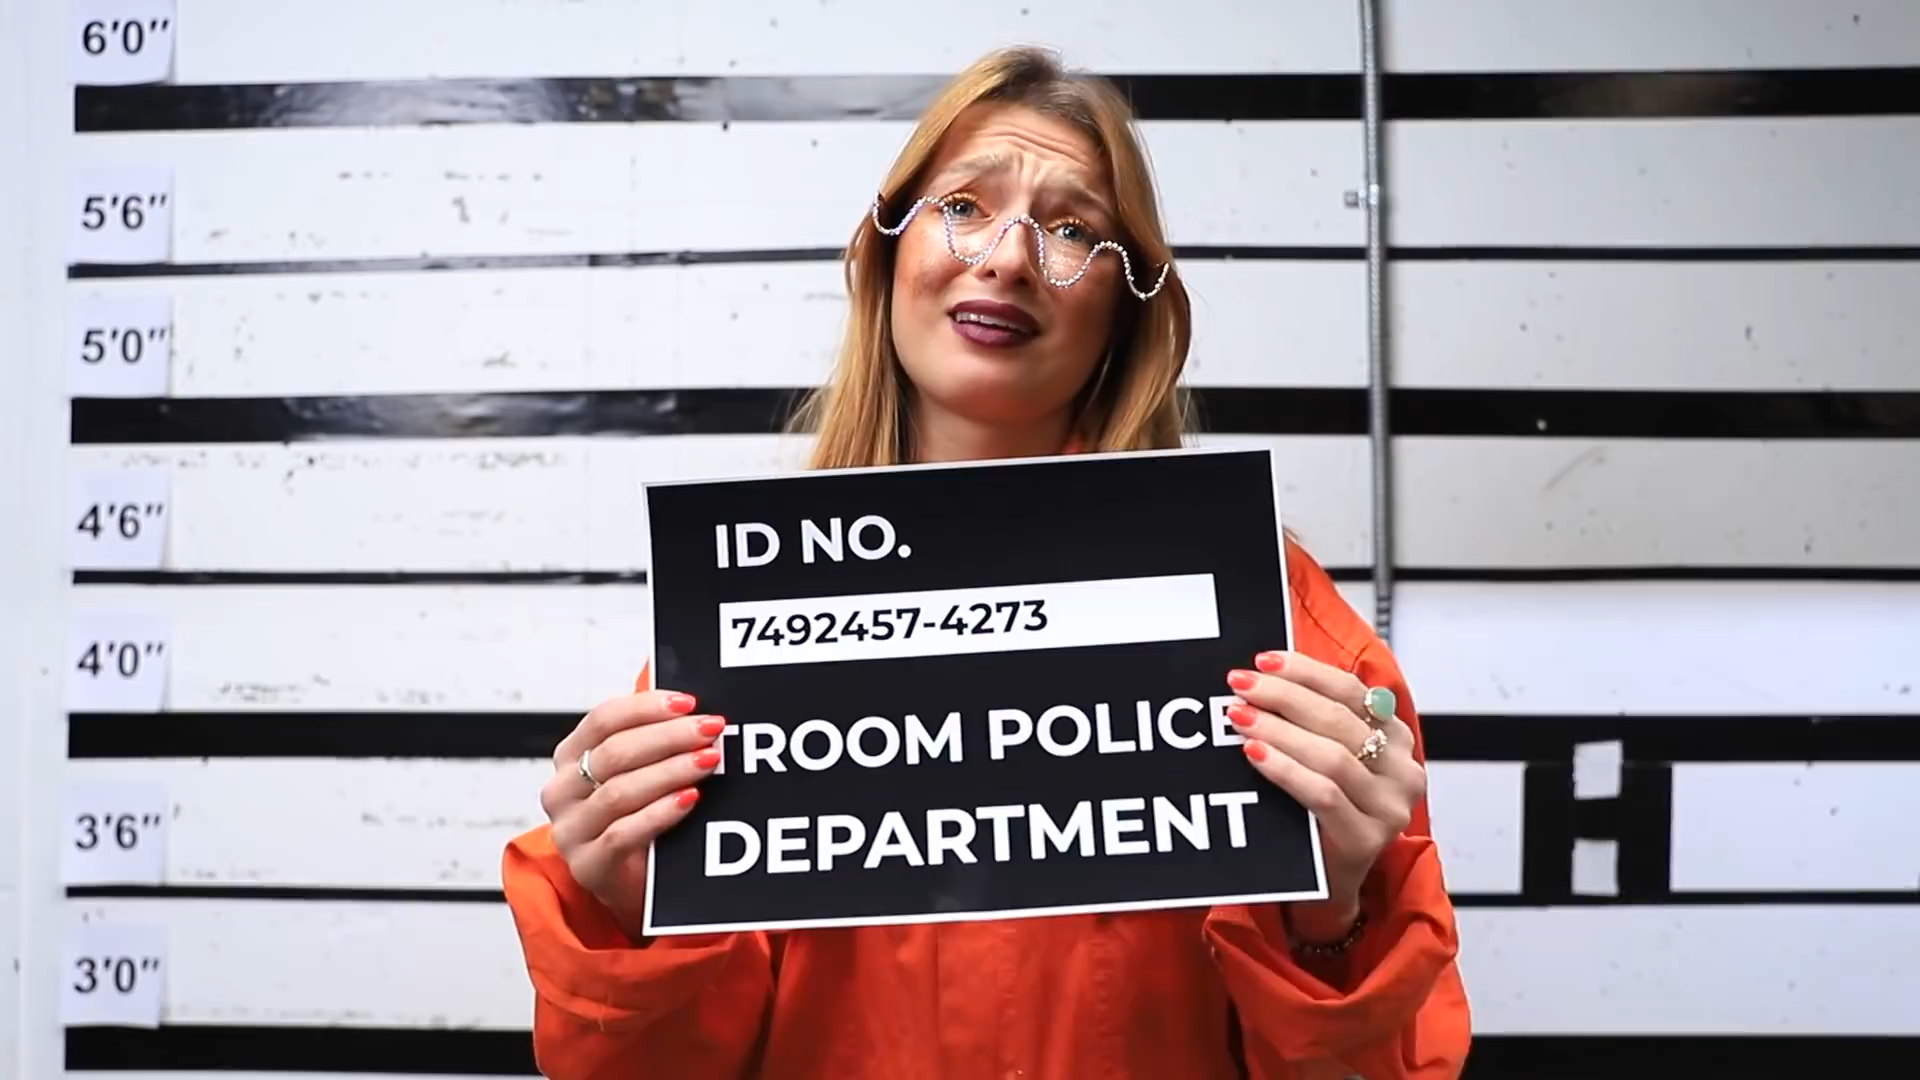 6'0"
5'6"
5'0"
4'6"
4'0"
3'6"
3'0"
ID NO.
7492457-4273
TROOM POLICE
DEPARTMENT